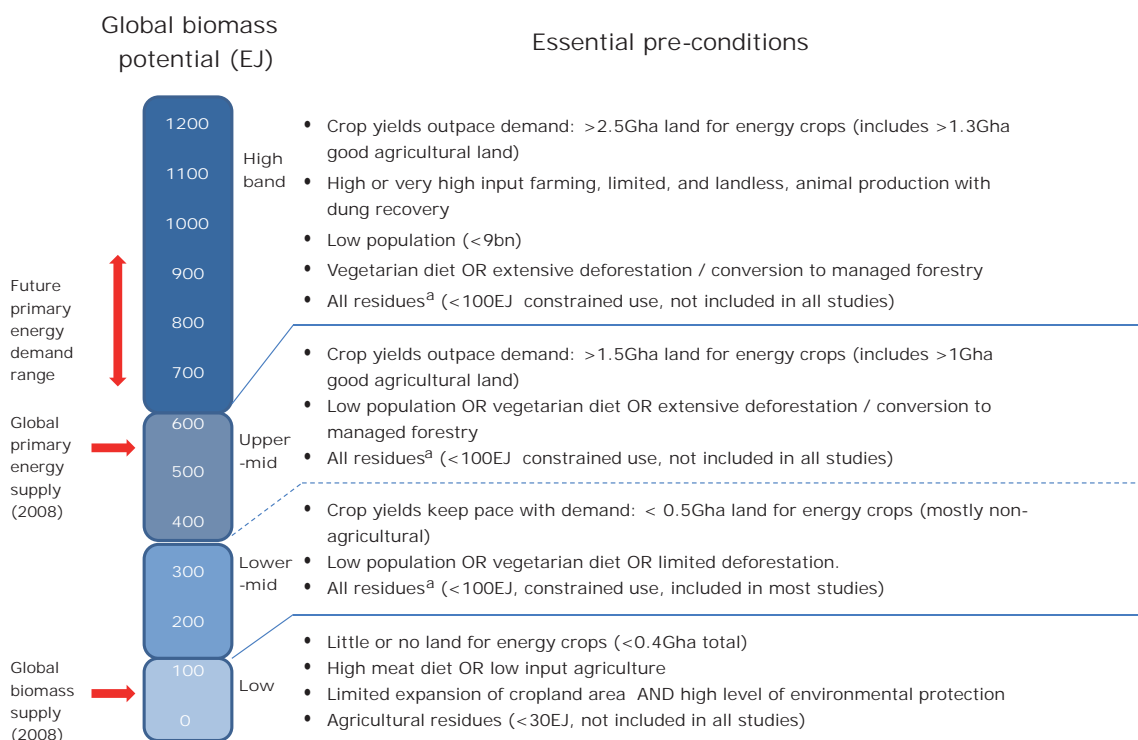 Global biomass
potential (EJ)
Essential pre-conditions
1200
1100
1000
900
800
700
600
500
400
300
200
100
0
High
band
Upper
-mid
Lower
-mid
Low
Future
primary
energy
demand
range
Global
primary
energy
supply
(2008)
Global
biomass
supply
(2008)
• Crop yields outpace demand: >2.5Gha land for energy crops (includes >1.3Gha
good agricultural land)
• High or very high input farming, limited, and landless, animal production with
dung recovery
• Low population (<9bn)
• Vegetarian diet OR extensive deforestation / conversion to managed forestry
• All residuesª (<100EJ constrained use, not included in all studies)
• Crop yields outpace demand: >1.5Gha land for energy crops (includes >1Gha
good agricultural land)
• Low population OR vegetarian diet OR extensive deforestation / conversion to
managed forestry
• All residuesª (<100EJ constrained use, not included in all studies)
• Crop yields keep pace with demand: < 0.5Gha land for energy crops (mostly non-
agricultural)
• Low population OR vegetarian diet OR limited deforestation.
• All residuesª (<100EJ, constrained use, included in most studies)
• Little or no land for energy crops (<0.4Gha total)
• High meat diet OR low input agriculture
• Limited expansion of cropland area AND high level of environmental protection
• Agricultural residues (<30EJ, not included in all studies)